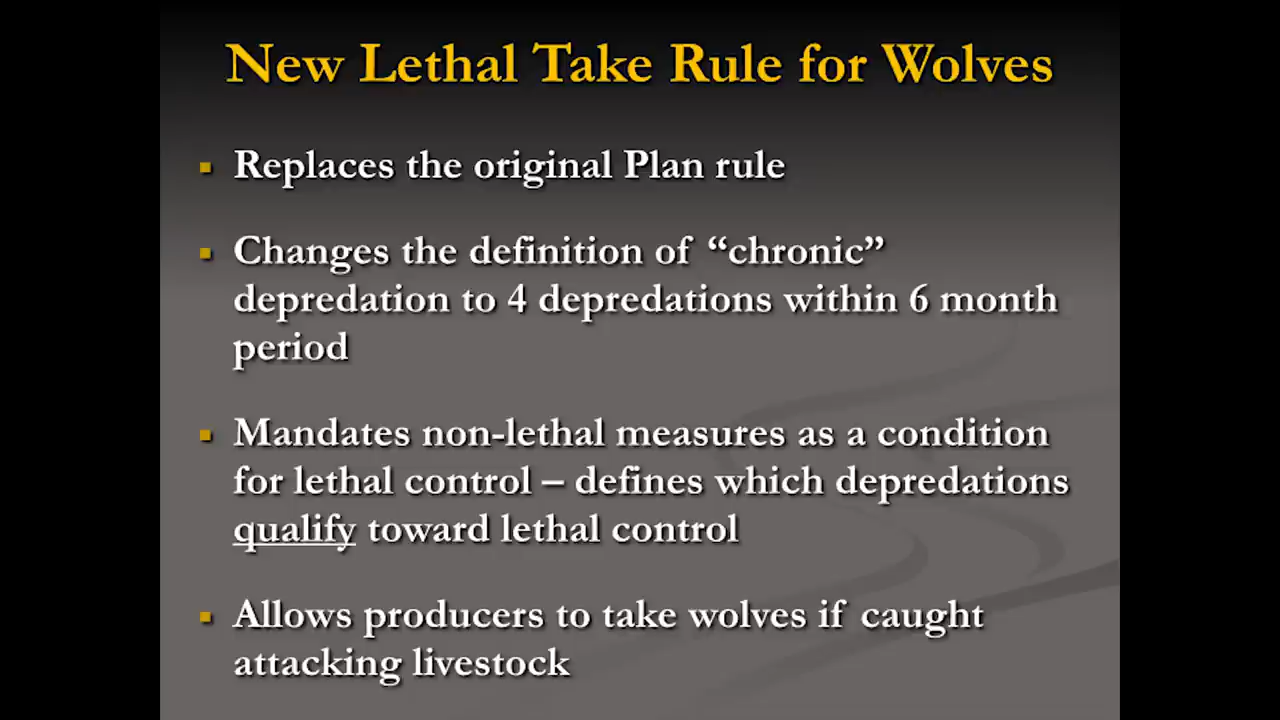 New Lethal Take Rule for Wolves
Replaces the original Plan rule
Changes the definition of “chronic”
depredation to 4 depredations within 6 month
period
Mandates non-lethal measures as a condition
for lethal control – defines which depredations
qualify toward lethal control
Allows producers to take wolves if caught
attacking livestock